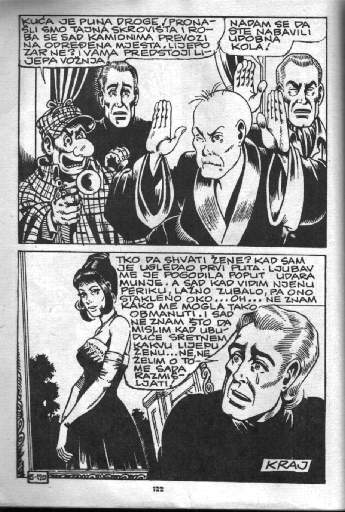 KUĆA JE PUNA DROGE! PRONA-
ŠLI SMO TAJNA SKROVIŠTA I RO-
BA SE SAD KAMIONIMA PREVOZI
NA ODREĐENA MJESTA. LIJEPO
ZAR NE? I VAMA PREDSTOJI LI-
JEPA VOŽNJA!
NADAM SE DA
STE NABAVILI
UDOBNA
KOLA!
TKO DA SHVATI ŽENE? KAD SAM
JE UGLEDAO PRVI PUTA, LJUBAV
ME JE POGODILA POPUT UDARA
MUNJE. A SAD KAD VIDIM NJENU
PERIKU, LAŽNO ZUBALO, PA ONO
STAKLENO OKO... OH... NE ZNAM
KAKO ME MOGLA TAKO
OBMANUTI. I SAD
NE ZNAM ŠTO DA
MISLIM KAD UBU-
DUĆE SRETNEM
KAKVU LIJEPU
ŽENU... NE, NE
ŽELIM O TO-
ME SADA
RAZMIŠ-
LJATI!
KRAJ
122